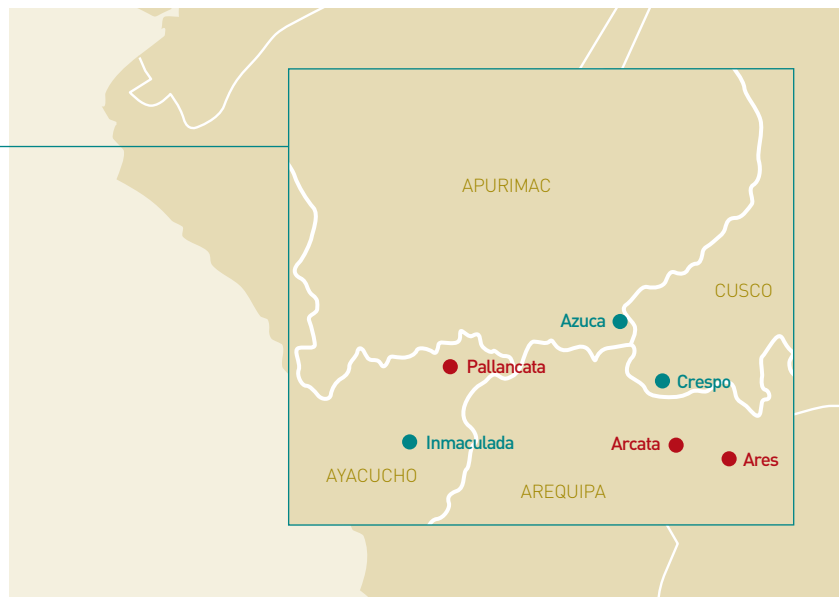 APURIMAC
CUSCO
Azuca
Pallancata
Crespo
Inmaculada
Arcata
Ares
AYACUCHO
AREQUIPA